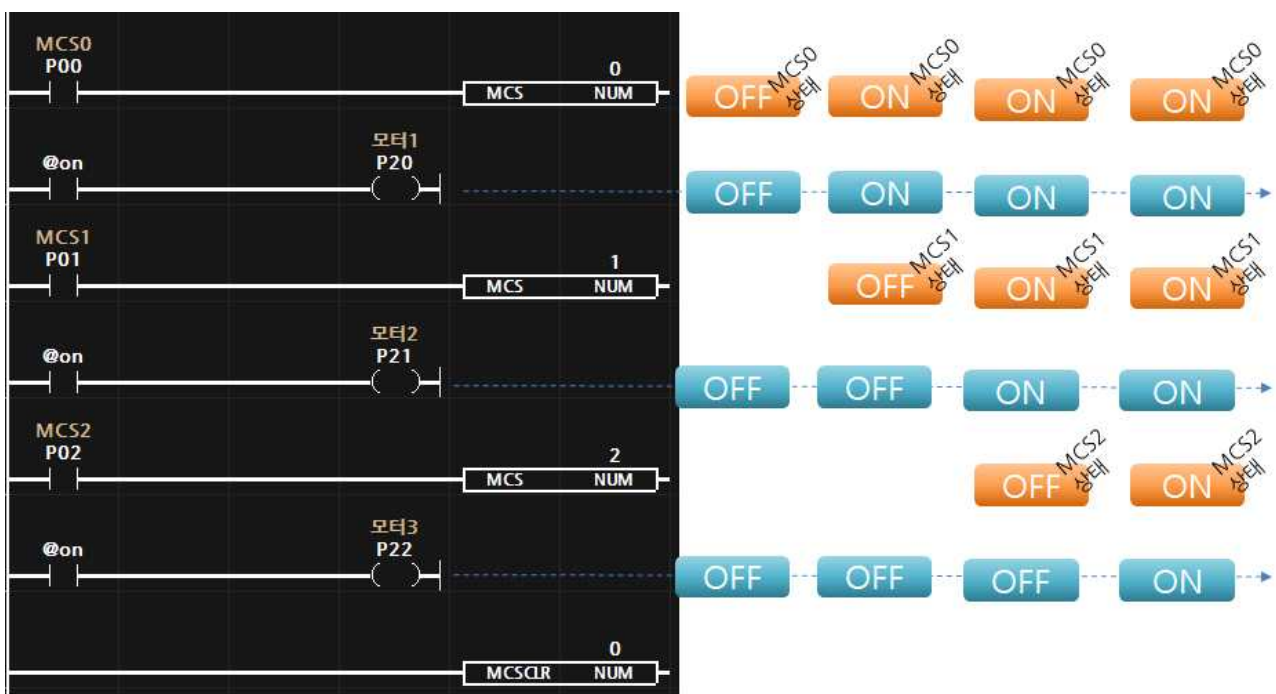 MCS0
P00
0
MCS NUM
OFF MCS0 상태 ON MCS0 상태 ON MCS0 상태 ON MCS0 상태
모터1
@on P20
OFF ON ON ON
MCS1
P01
1
MCS NUM
OFF MCS1 상태 ON MCS1 상태 ON MCS1 상태
모터2
@on P21
OFF OFF ON ON
MCS2
P02
2
MCS NUM
OFF MCS2 상태 ON MCS2 상태
모터3
@on P22
OFF OFF OFF ON
0
MCSCLR NUM